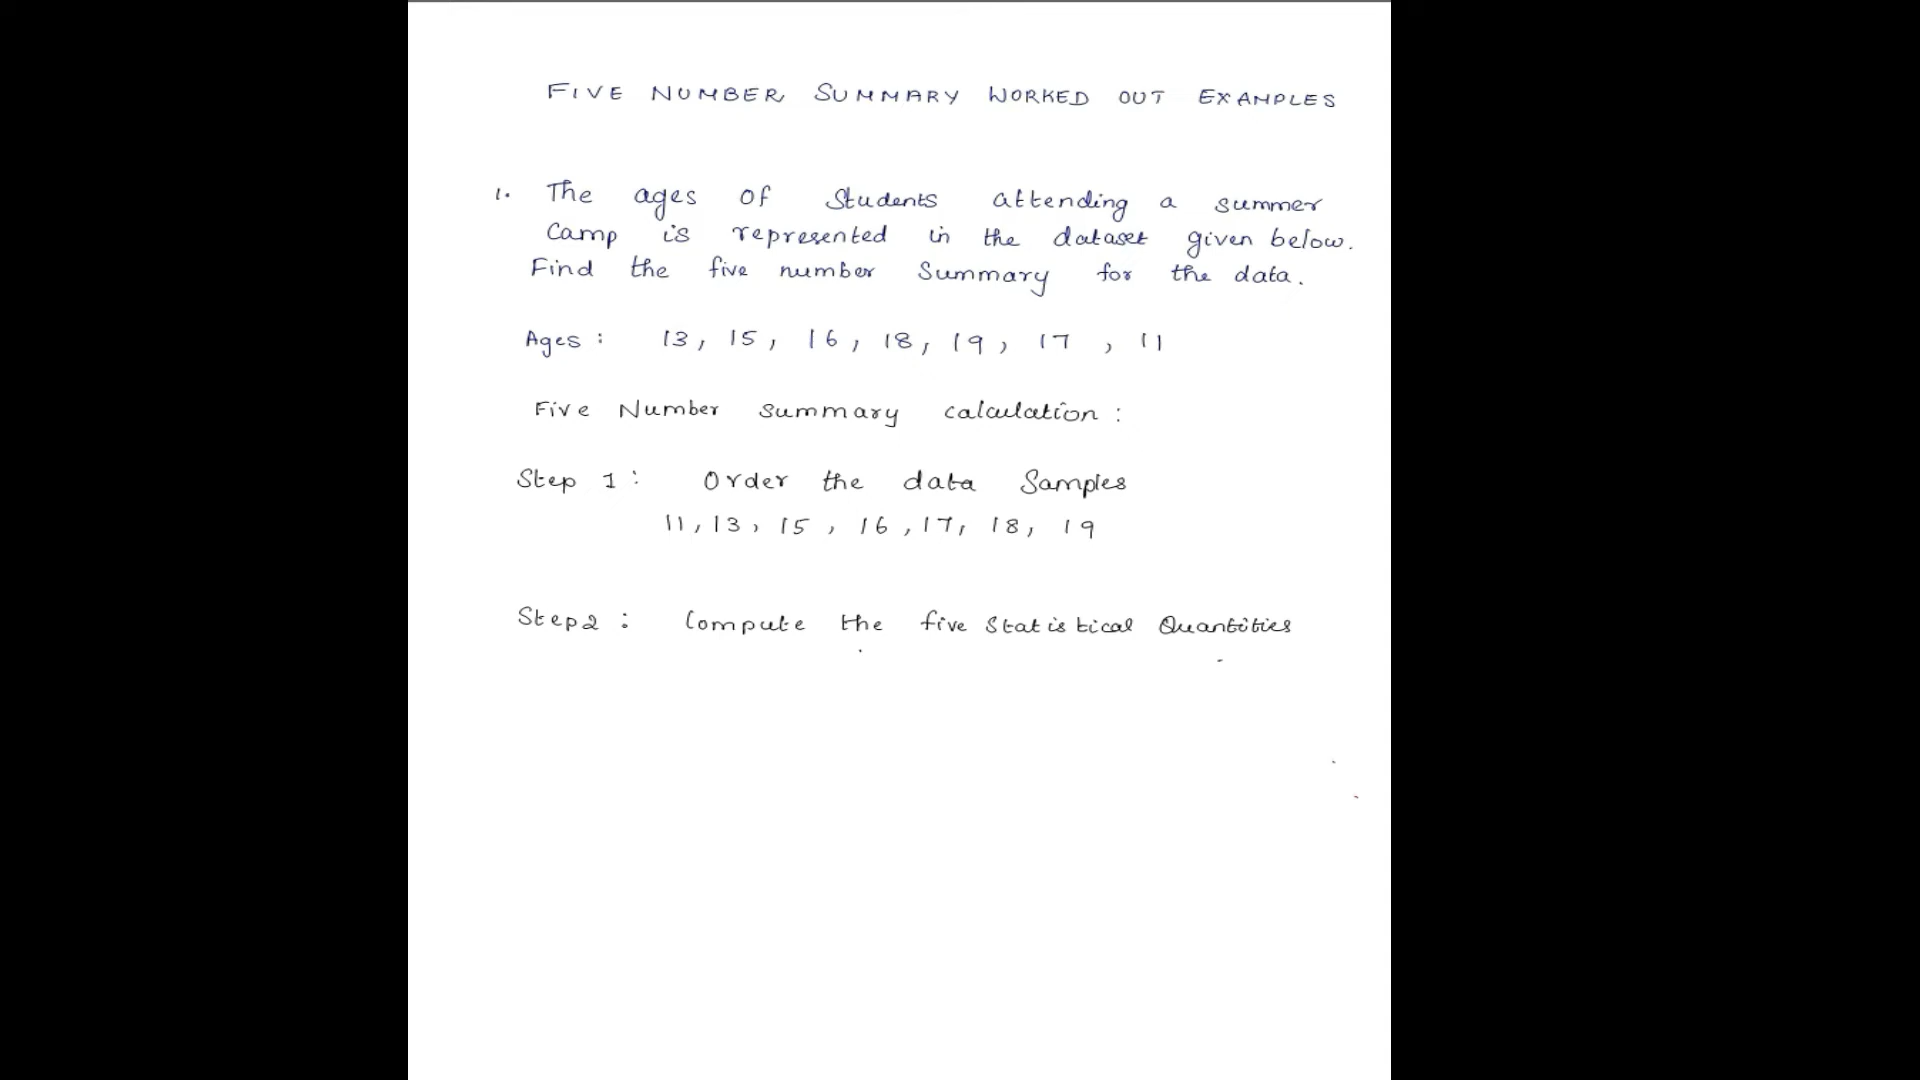 FIVE NUMBER SUMMARY WORKED OUT EXAMPLES
1. The ages of Students attending a summer
Camp is represented in the dataset given below.
Find the five number Summary for the data.
Ages : 13, 15, 16, 18, 19, 17, 11
Five Number summary calculation :
Step 1 : Order the data Samples
11, 13, 15, 16, 17, 18, 19
Step 2 : Compute the five Statistical Quantities